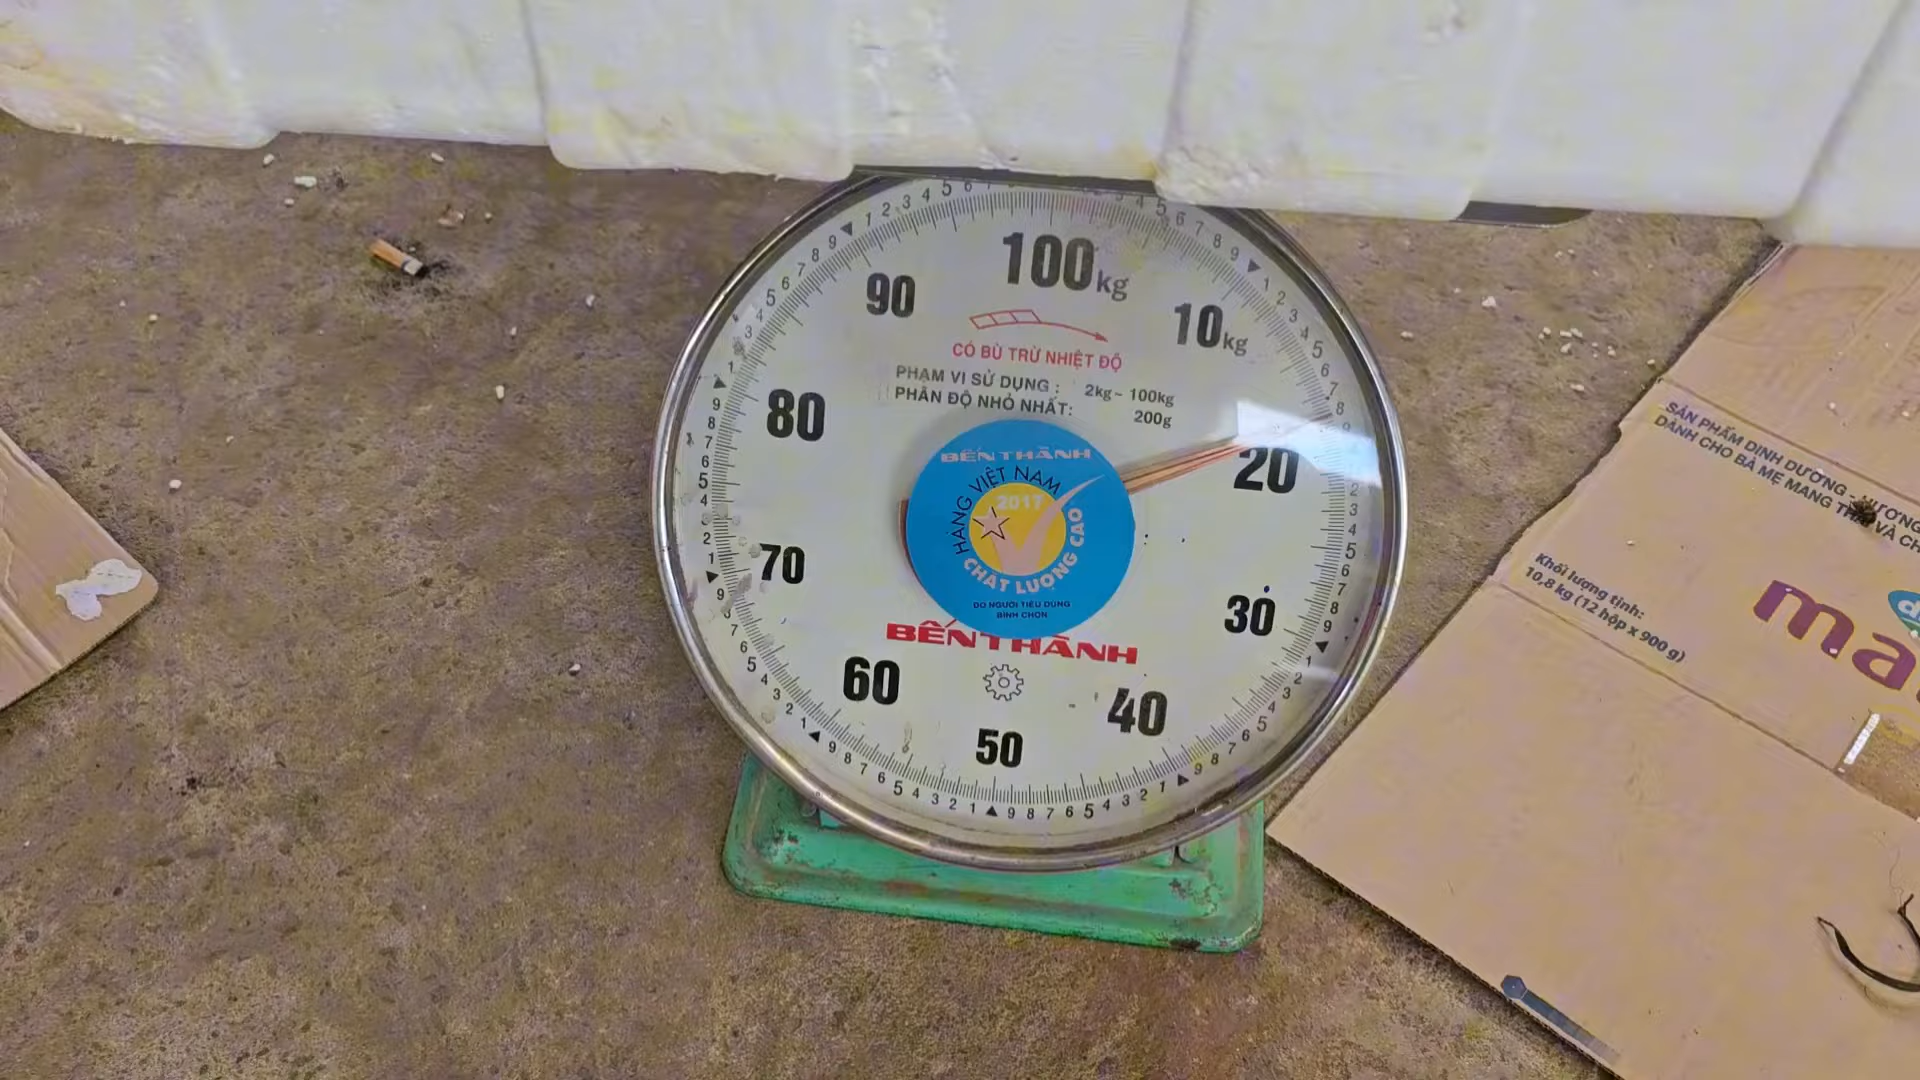 100kg
90
10kg
CÓ BÙ TRỪ NHIỆT ĐỘ
PHẠM VI SỬ DỤNG : 2kg - 100kg
PHÂN ĐỘ NHỎ NHẤT: 200g
80
20
BẾN THÀNH
HÀNG VIỆT NAM
2017
CHẤT LƯỢNG CAO
DO NGƯỜI TIÊU DÙNG
BÌNH CHỌN
70
30
BẾN THÀNH
60
40
50
SẢN PHẨM DINH DƯỠNG -
DÀNH CHO BÀ MẸ MANG THAI VÀ
Khối lượng tịnh:
10,8 kg (12 hộp x 900 g)